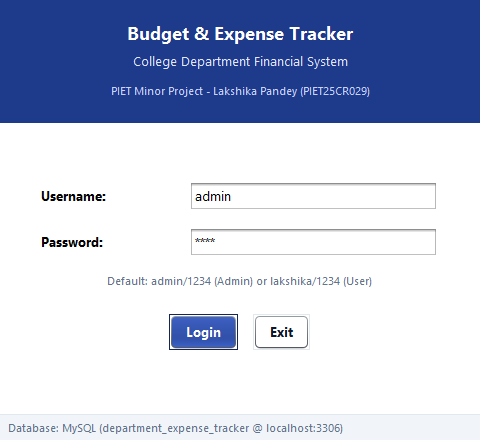 Budget & Expense Tracker
College Department Financial System
PIET Minor Project - Lakshika Pandey (PIET25CR029)
Username: admin
Password: ****
Default: admin/1234 (Admin) or lakshika/1234 (User)
Login Exit
Database: MySQL (department_expense_tracker @ localhost:3306)